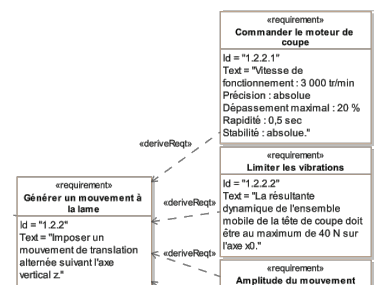 «requirement»
Commander le moteur de
coupe
Id = "1.2.2.1"
Text = "Vitesse de
fonctionnement : 3 000 tr/min
Précision : absolue
Dépassement maximal : 20 %
Rapidité : 0,5 sec
Stabilité : absolue."
«deriveReqt»
«requirement»
Limiter les vibrations
Id = "1.2.2.2"
Text = "La résultante
dynamique de l'ensemble
mobile de la tête de coupe doit
être au maximum de 40 N sur
l'axe x0."
«deriveReqt»
«requirement»
Générer un mouvement à
la lame
Id = "1.2.2"
Text = "Imposer un
mouvement de translation
alternée suivant l'axe
vertical z."
«deriveReqt»
«requirement»
Amplitude du mouvement